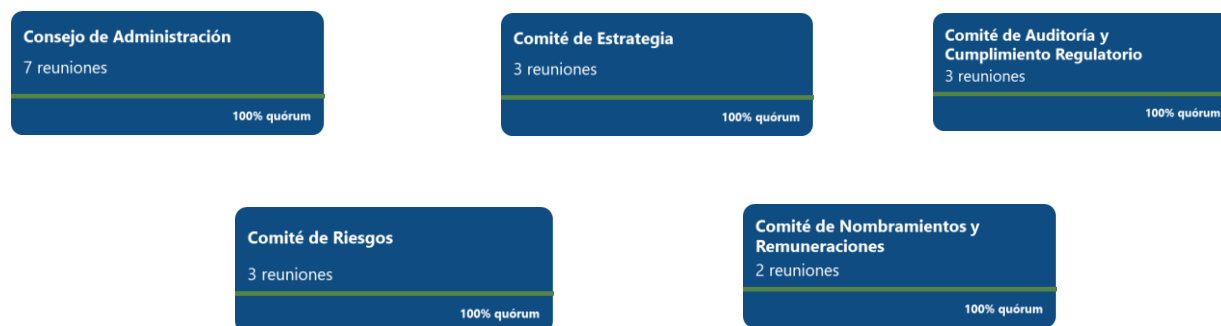 Consejo de Administración
7 reuniones
100% quórum
Comité de Estrategia
3 reuniones
100% quórum
Comité de Auditoría y
Cumplimiento Regulatorio
3 reuniones
100% quórum
Comité de Riesgos
3 reuniones
100% quórum
Comité de Nombramientos y
Remuneraciones
2 reuniones
100% quórum